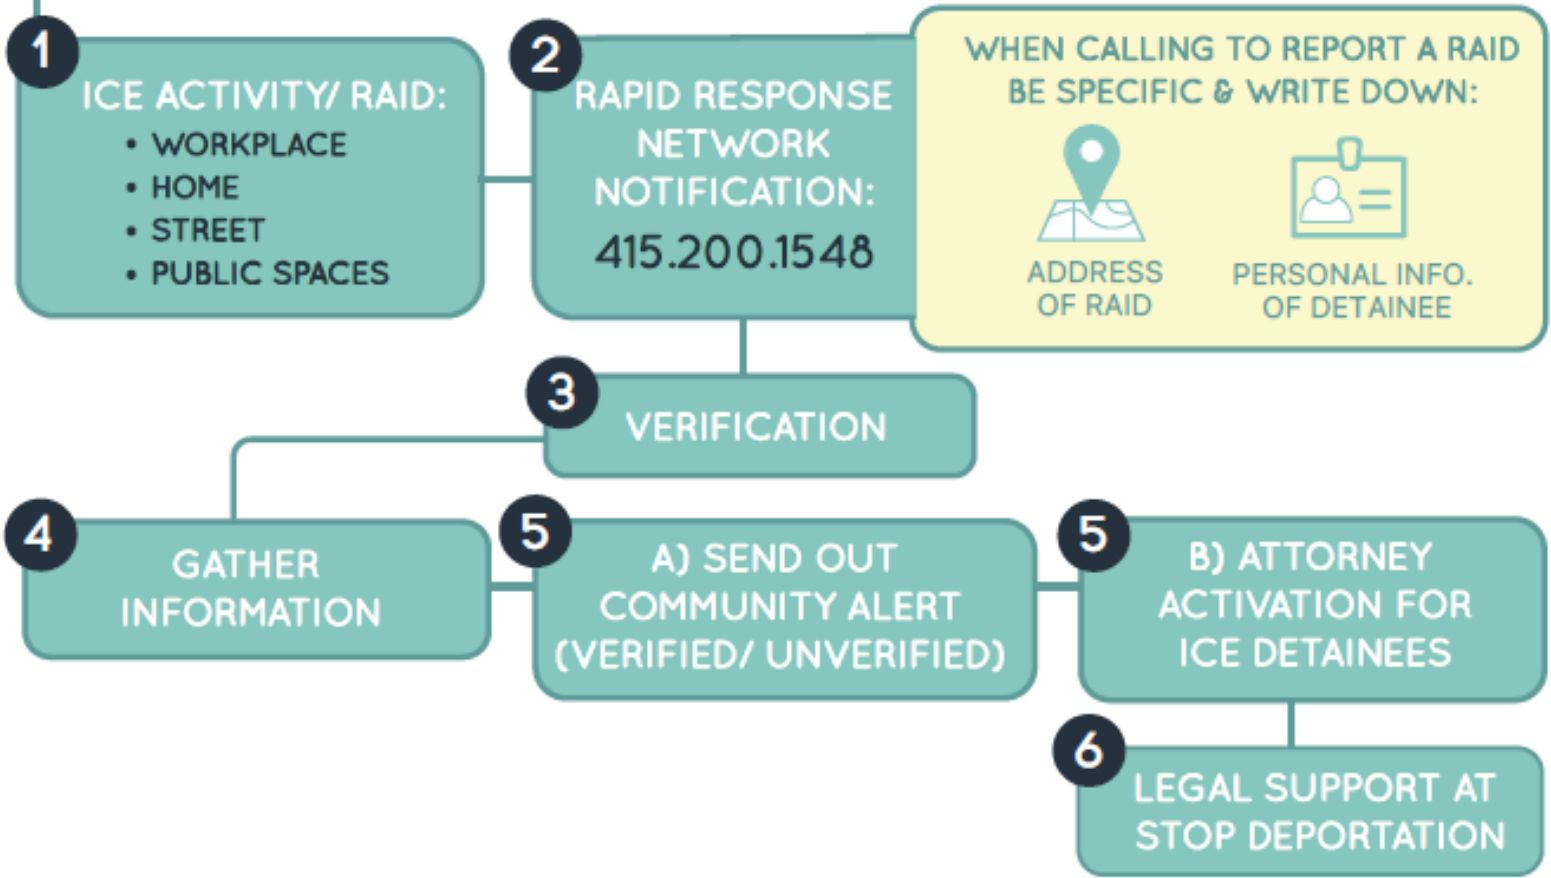 1
ICE ACTIVITY/ RAID:
• WORKPLACE
• HOME
• STREET
• PUBLIC SPACES
2
RAPID RESPONSE
NETWORK
NOTIFICATION:
415.200.1548
WHEN CALLING TO REPORT A RAID
BE SPECIFIC & WRITE DOWN:
ADDRESS
OF RAID
PERSONAL INFO.
OF DETAINEE
3
VERIFICATION
4
GATHER
INFORMATION
5
A) SEND OUT
COMMUNITY ALERT
(VERIFIED/ UNVERIFIED)
5
B) ATTORNEY
ACTIVATION FOR
ICE DETAINEES
6
LEGAL SUPPORT AT
STOP DEPORTATION